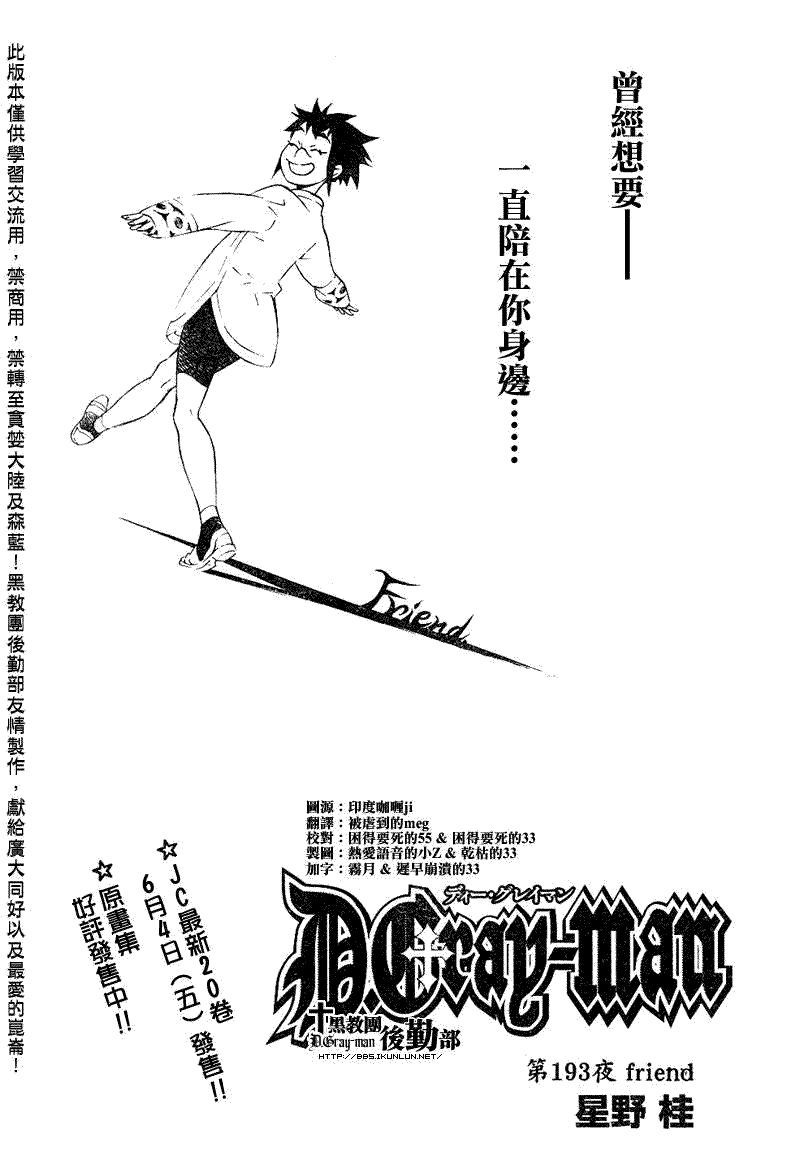 曾經想要——
一直陪在你身邊……
Friend.
圖源：印度咖喱ji
翻譯：被虐到的meg
校對：困得要死的55 & 困得要死的33
製圖：熱愛語音的小Z & 乾枯的33
加字：霧月 & 遲早崩潰的33
ディー・グレイマン
D.Gray-man
黑教團
D.Gray-man 後勤部
HTTP://BBS.IKUNLUN.NET/
第193夜 friend
星野 桂
☆JC最新20卷
6月4日（五）發售!!
☆原畫集
好評發售中!!
此版本僅供學習交流用，禁商用，禁轉至貪婪大陸及森藍！黑教團後勤部友情製作，獻給廣大同好以及最愛的崑崙！